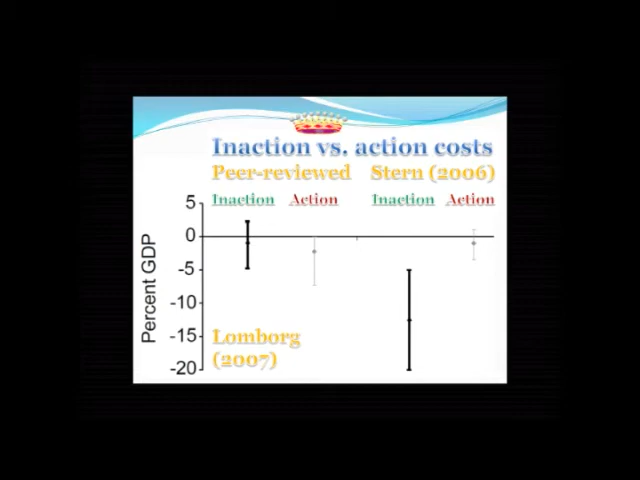 Inaction vs. action costs
Peer-reviewed Stern (2006)
Inaction Action Inaction Action
5
0
-5
-10
-15
-20
Percent GDP
Lomborg
(2007)